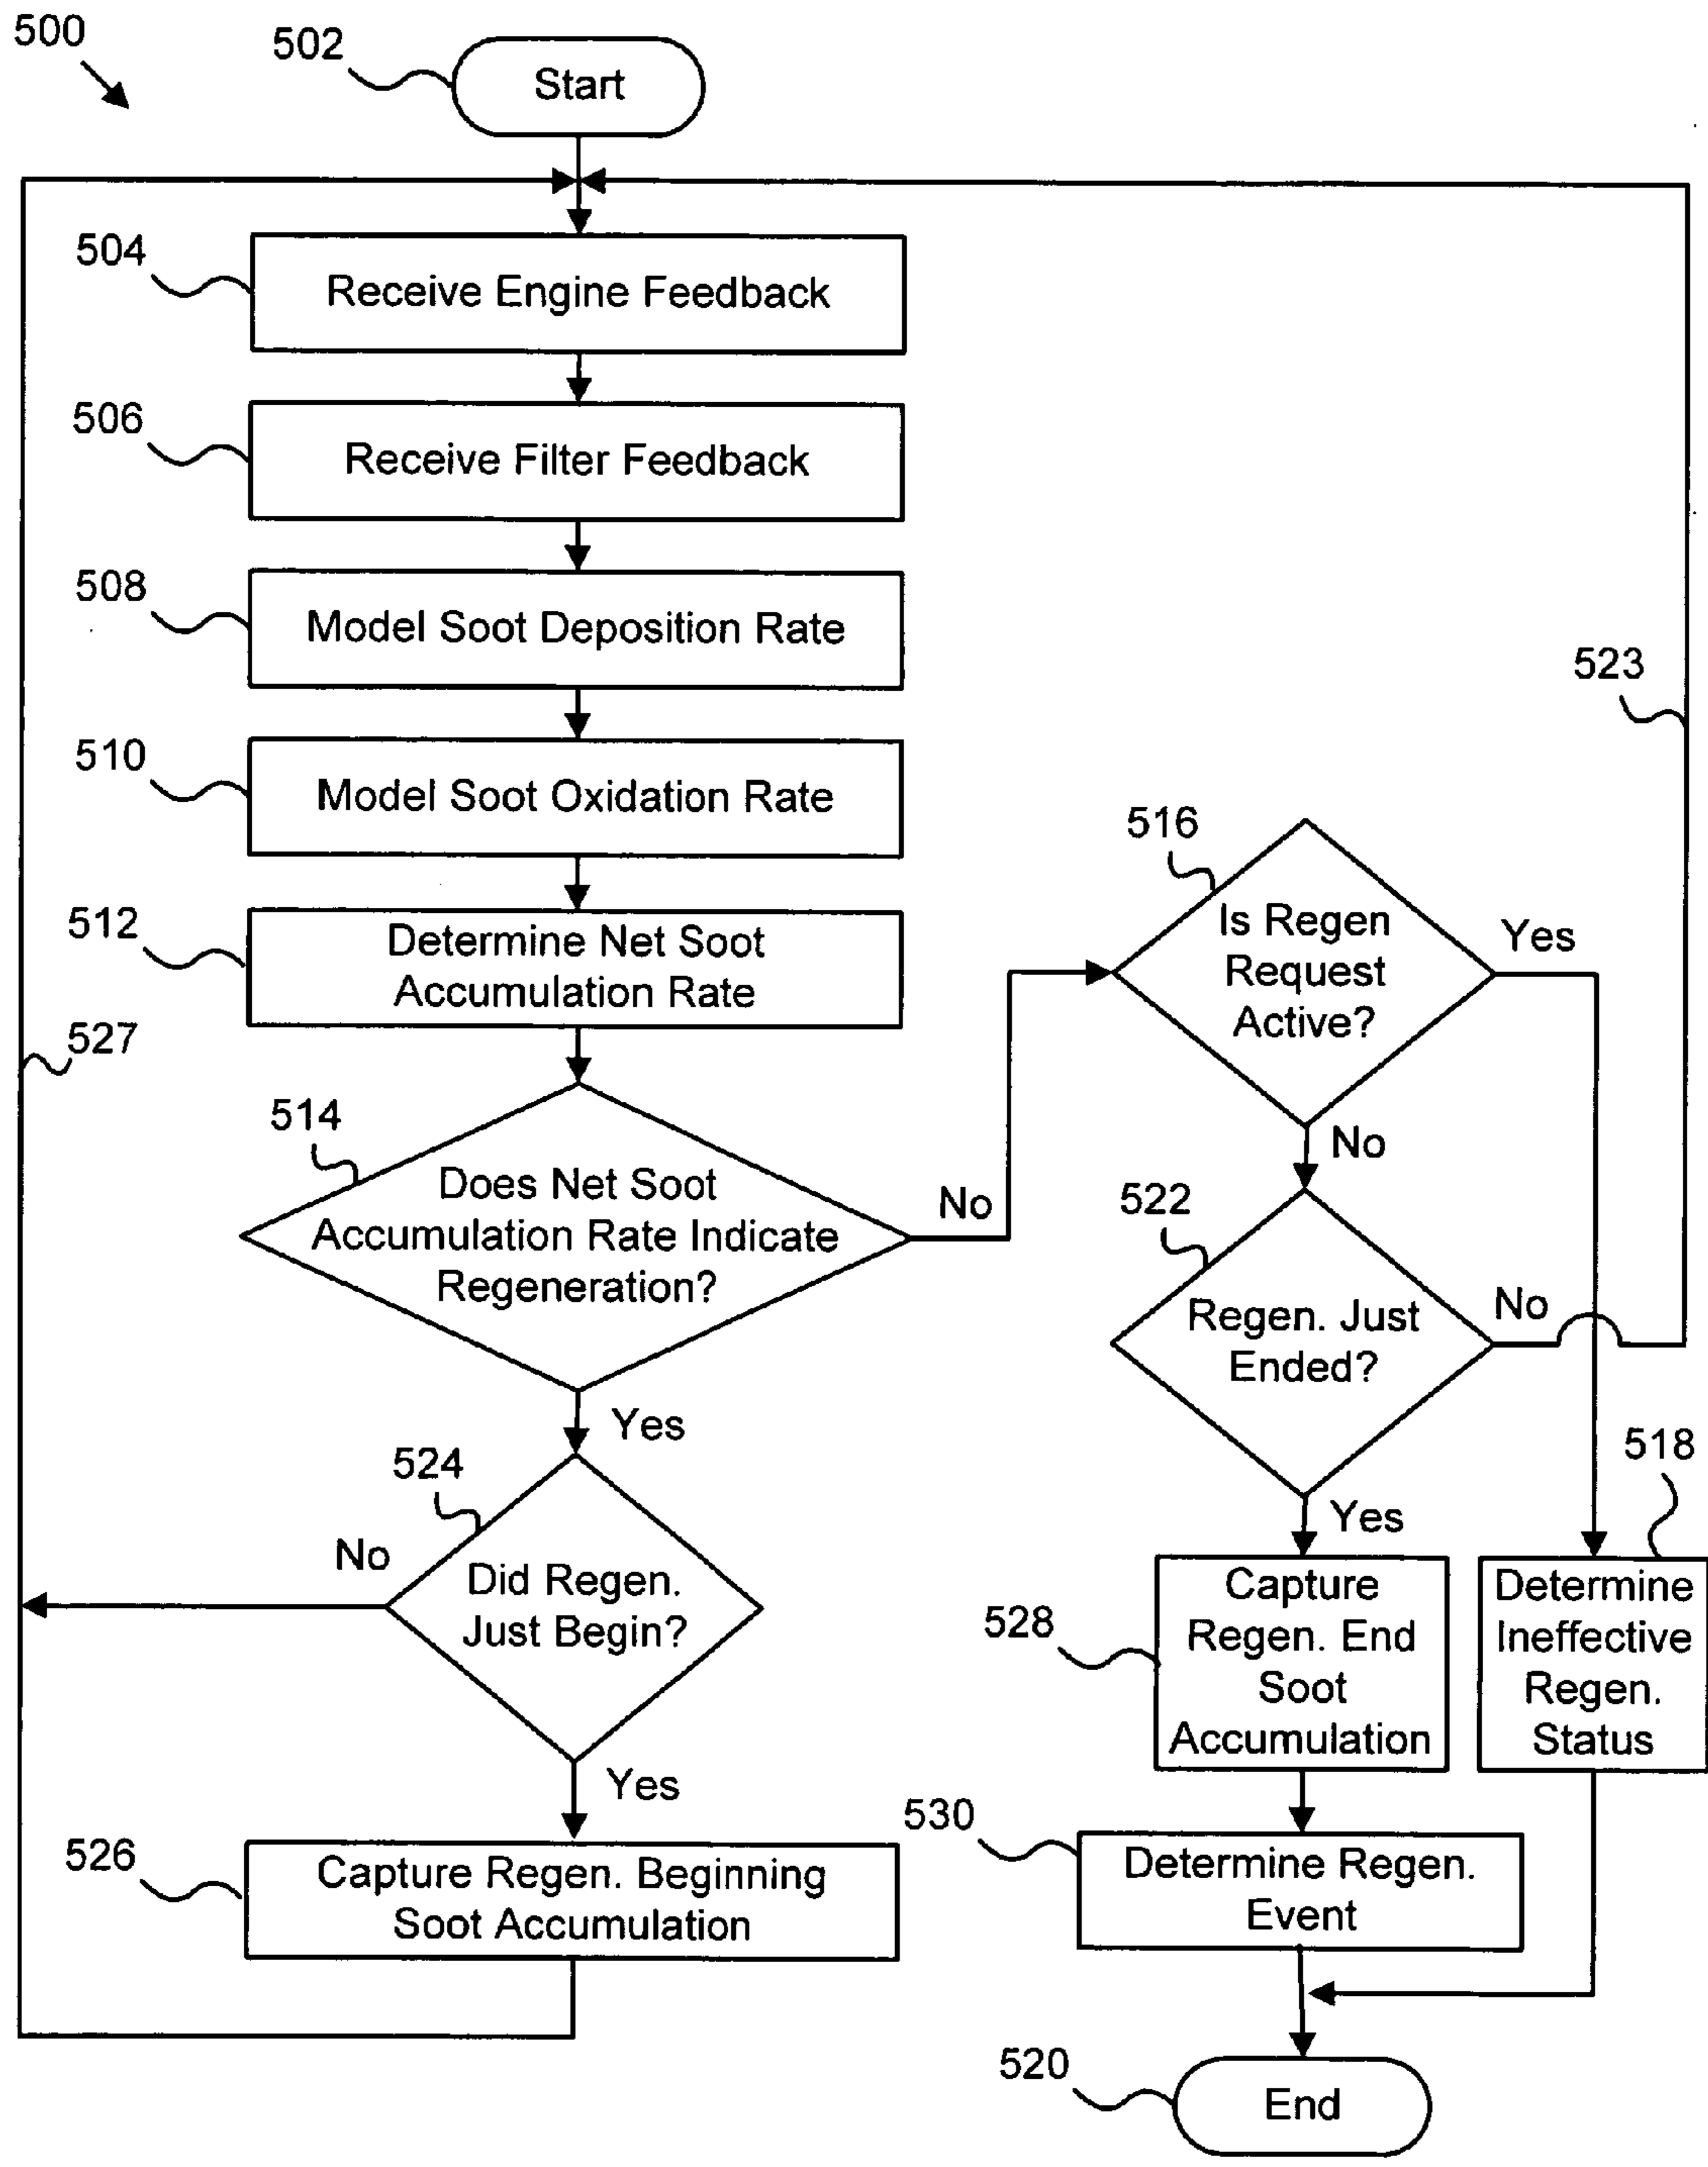 500
502
Start
504
Receive Engine Feedback
506
Receive Filter Feedback
508
Model Soot Deposition Rate
523
510
Model Soot Oxidation Rate
516
Is Regen
Request
Active?
Yes
512
Determine Net Soot
Accumulation Rate
527
No
514
Does Net Soot
Accumulation Rate Indicate
Regeneration?
No
522
Regen. Just
Ended?
No
Yes
524
No
Did Regen.
Just Begin?
Yes
518
Yes
528
Capture
Regen. End
Soot
Accumulation
Determine
Ineffective
Regen.
Status
526
Capture Regen. Beginning
Soot Accumulation
530
Determine Regen.
Event
520
End